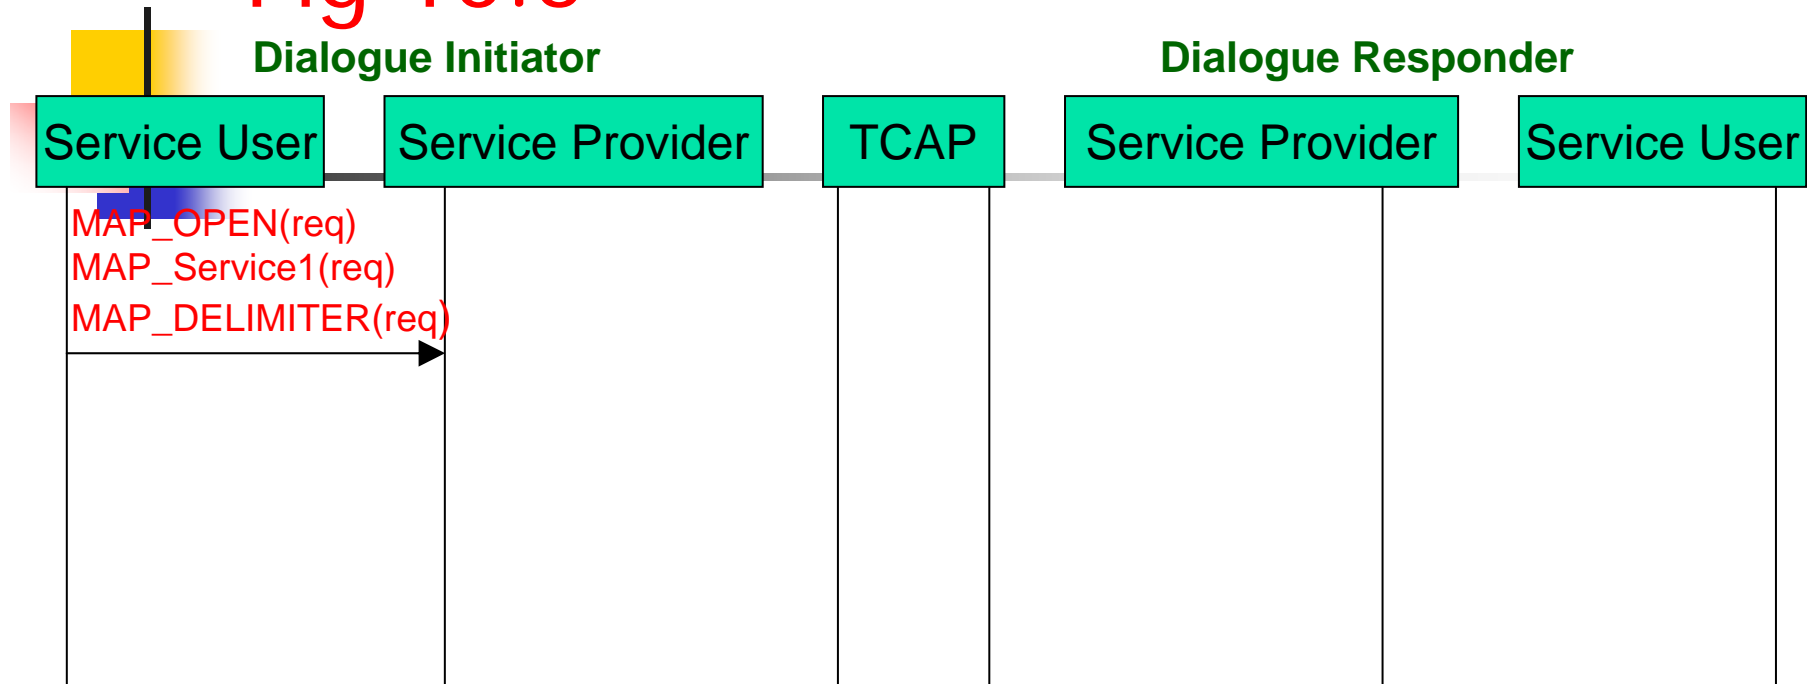 Dialogue Initiator Dialogue Responder
Service User Service Provider TCAP Service Provider Service User
MAP_OPEN(req)
MAP_Service1(req)
MAP_DELIMITER(req)